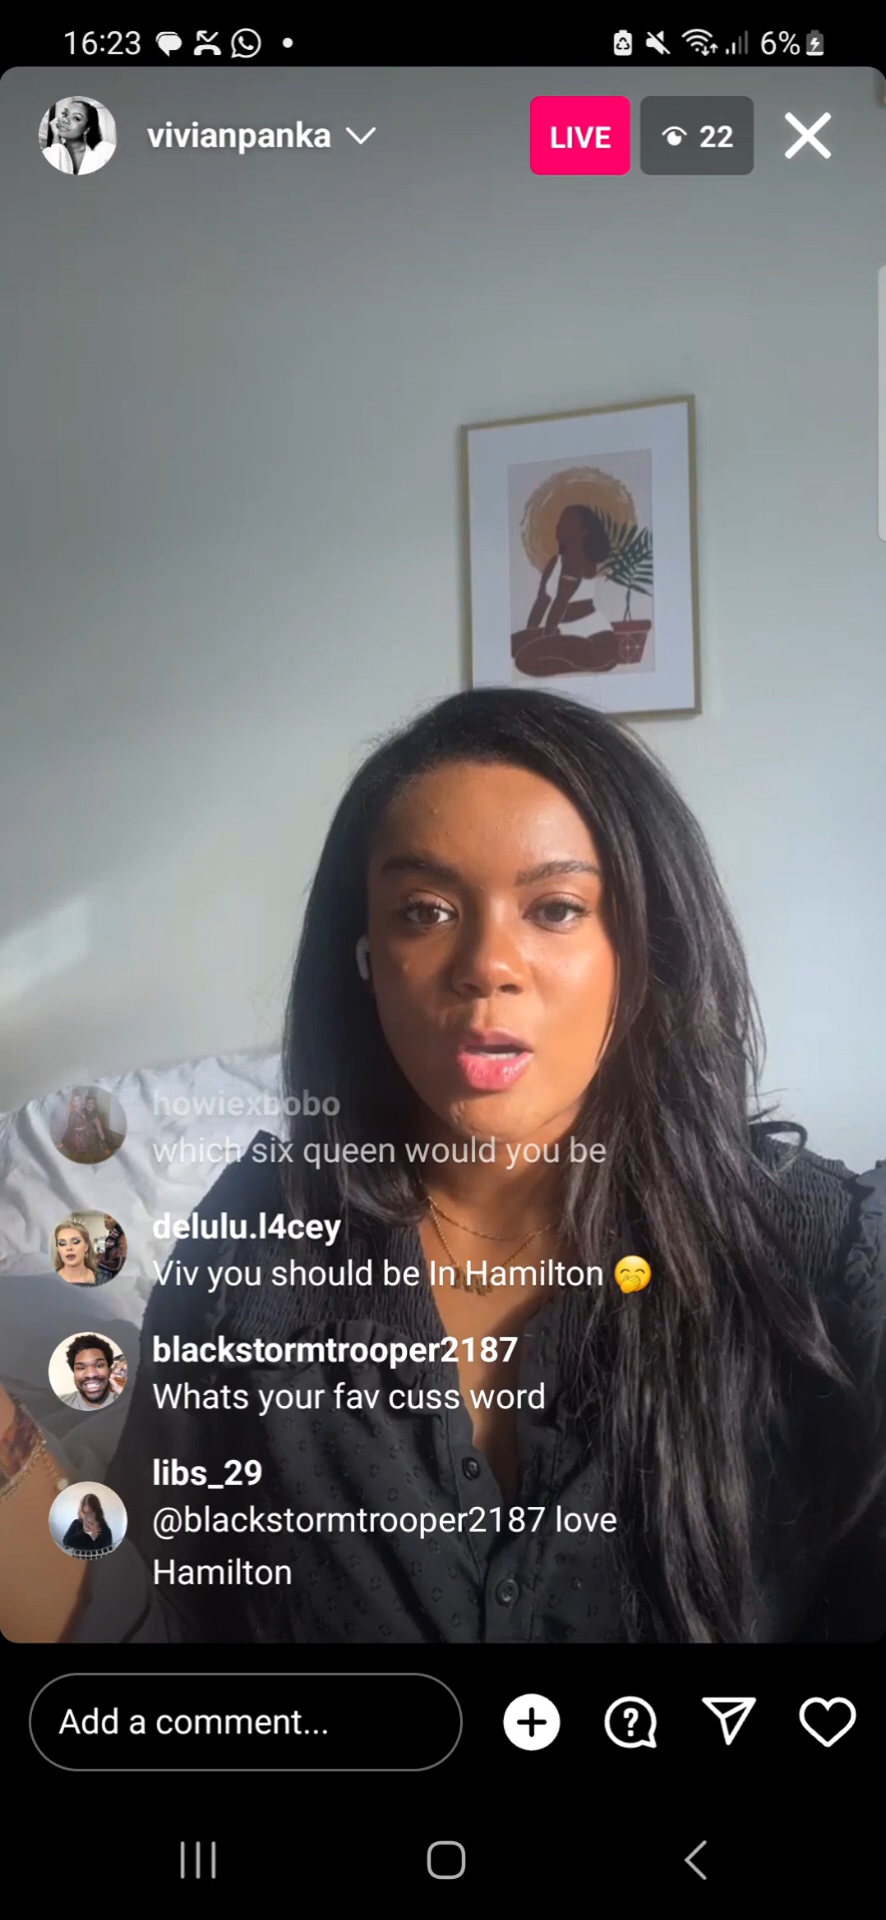 16:23
6%
vivianpanka
LIVE
22
howiexbobo
which six queen would you be
delulu.l4cey
Viv you should be In Hamilton 🤭
blackstormtrooper2187
Whats your fav cuss word
libs_29
@blackstormtrooper2187 love
Hamilton
Add a comment...